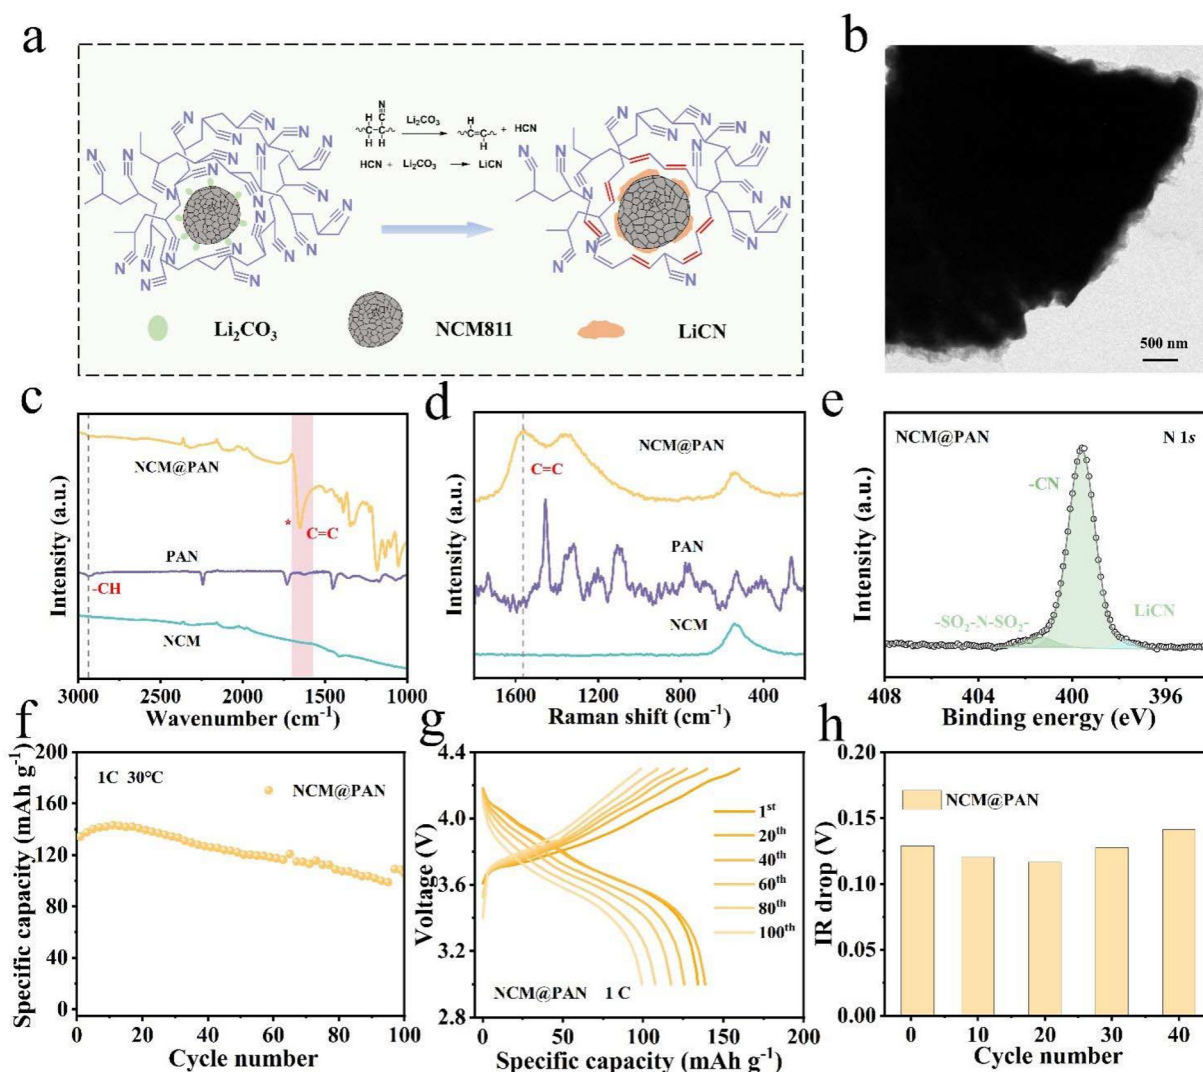 a
N N N N N N N N N N N N N N N N N N
H
N
H
H
H
Li₂CO₃
H
H
+ HCN
HCN + Li₂CO₃ → LiCN
N N N N N N N N N N N N N N
Li₂CO₃
NCM811
LiCN
b
500 nm
c
Intensity (a.u.)
NCM@PAN
*
C=C
PAN
-CH
NCM
3000 2500 2000 1500 1000
Wavenumber (cm⁻¹)
d
Intensity (a.u.)
NCM@PAN
C=C
PAN
NCM
1600 1200 800 400
Raman shift (cm⁻¹)
e
Intensity (a.u.)
NCM@PAN
N 1s
-CN
LiCN
-SO₂-N-SO₂-
408 404 400 396
Binding energy (eV)
f
Specific capacity (mAh g⁻¹)
200
160
120
80
40
0
1C 30°C
NCM@PAN
0 20 40 60 80 100
Cycle number
g
Voltage (V)
4.4
4.0
3.6
3.2
2.8
1ˢᵗ
20ᵗʰ
40ᵗʰ
60ᵗʰ
80ᵗʰ
100ᵗʰ
NCM@PAN 1 C
0 50 100 150 200
Specific capacity (mAh g⁻¹)
h
IR drop (V)
0.20
0.15
0.10
0.05
0.00
NCM@PAN
0 10 20 30 40
Cycle number